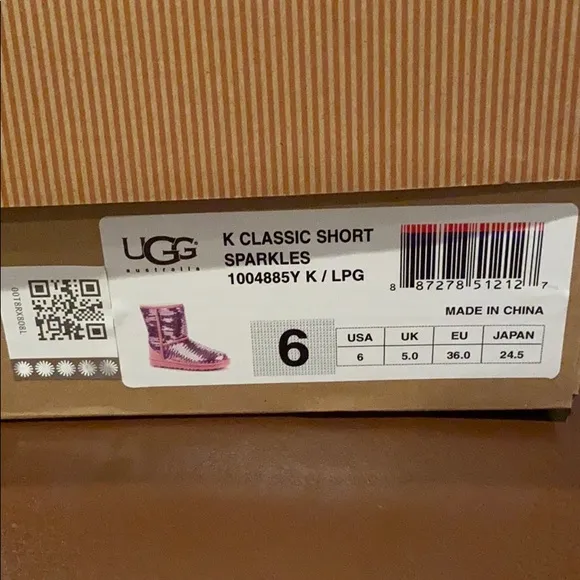 UGG®
australia
K CLASSIC SHORT
SPARKLES
1004885Y K / LPG
8 87278 51212 7
MADE IN CHINA
6
USA UK EU JAPAN
6 5.0 36.0 24.5
00T8RX808L